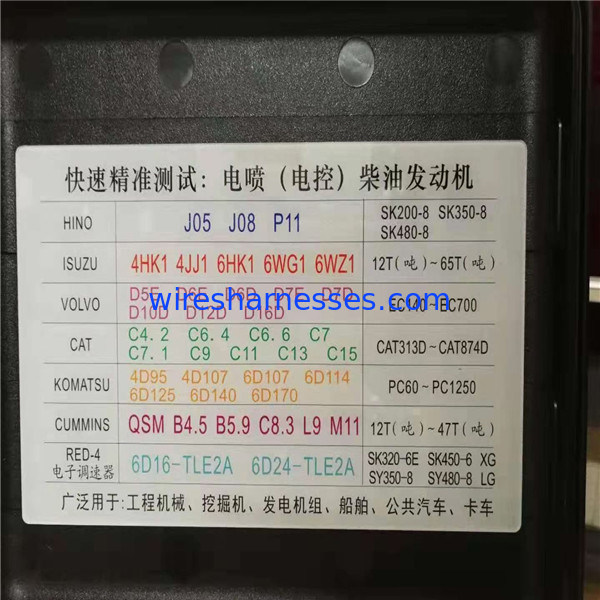 快速精准测试：电喷（电控）柴油发动机
HINO J05 J08 P11 SK200-8 SK350-8
SK480-8
ISUZU 4HK1 4JJ1 6HK1 6WG1 6WZ1 12T(吨)~65T(吨)
VOLVO D5E D6E D6D D7E D7D EC140~EC700
D10D D12D D16D
wiresharnesses.com
CAT C4.2 C6.4 C6.6 C7 CAT313D~CAT874D
C7.1 C9 C11 C13 C15
KOMATSU 4D95 4D107 6D107 6D114 PC60~PC1250
6D125 6D140 6D170
CUMMINS QSM B4.5 B5.9 C8.3 L9 M11 12T(吨)~47T(吨)
RED-4 6D16-TLE2A 6D24-TLE2A SK320-6E SK450-6 XG
电子调速器 SY350-8 SY480-8 LG
广泛用于:工程机械、挖掘机、发电机组、船舶、公共汽车、卡车